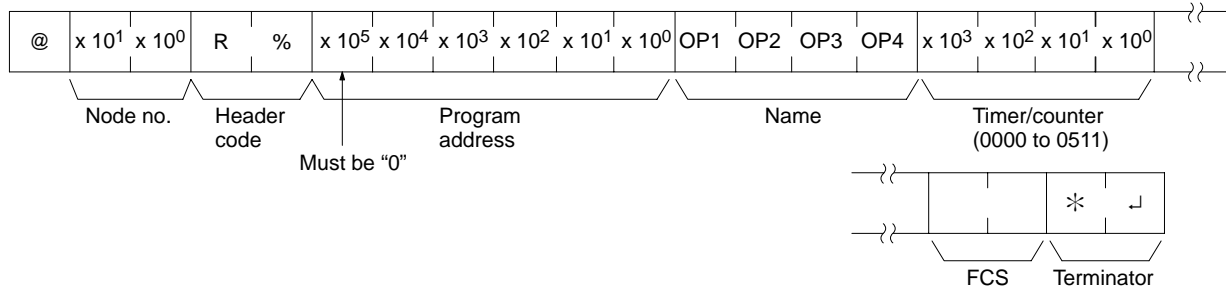 @ x 10¹ x 10⁰ R % x 10⁵ x 10⁴ x 10³ x 10² x 10¹ x 10⁰ OP1 OP2 OP3 OP4 x 10³ x 10² x 10¹ x 10⁰
Node no. Header code Program address Name Timer/counter (0000 to 0511)
Must be “0”
* ↵
FCS Terminator